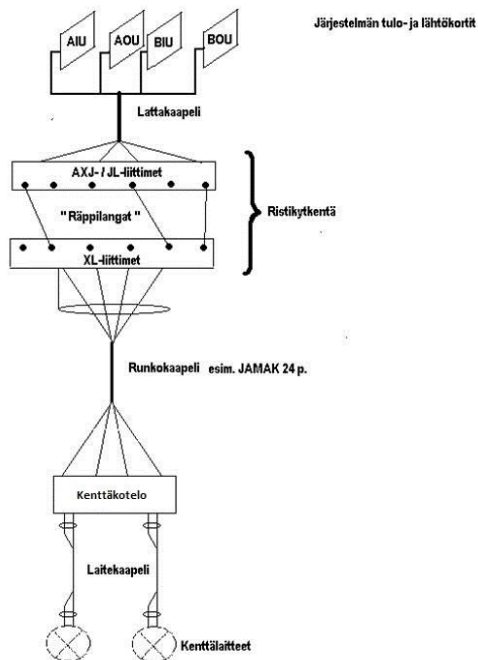 Järjestelmän tulo- ja lähtökortit
AIU
AOU
BIU
BOU
Lattakaapeli
AXJ- / JL-liittimet
"Räppilangat"
Ristikytkentä
XL-liittimet
Runkokaapeli esim. JAMAK 24 p.
Kenttäkotelo
Laitekaapeli
Kenttälaitteet